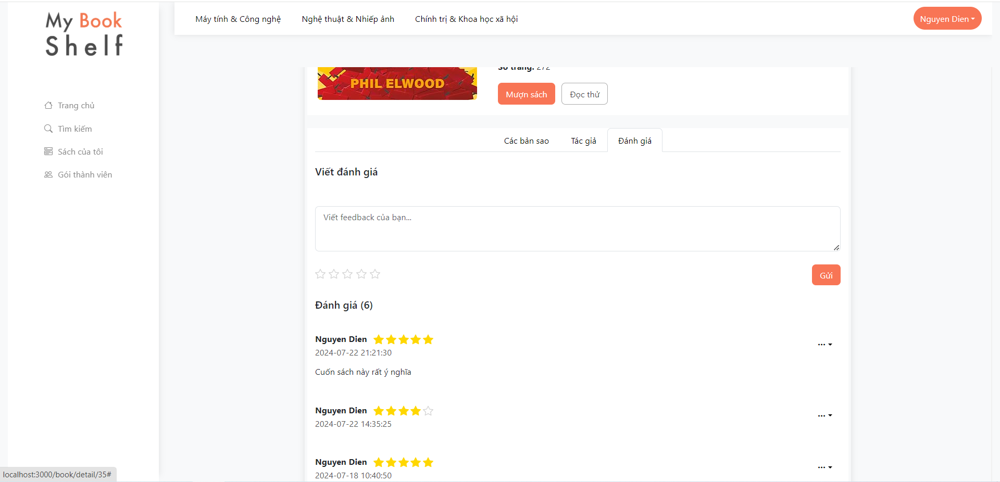 My Book
Shelf
Máy tính & Công nghệ
Nghệ thuật & Nhiếp ảnh
Chính trị & Khoa học xã hội
Nguyen Dien
Trang chủ
Tìm kiếm
Sách của tôi
Gói thành viên
PHIL ELWOOD
Số trang: 272
Mượn sách
Đọc thử
Các bản sao
Tác giả
Đánh giá
Viết đánh giá
Viết feedback của bạn...
Gửi
Đánh giá (6)
Nguyen Dien
2024-07-22 21:21:30
Cuốn sách này rất ý nghĩa
Nguyen Dien
2024-07-22 14:35:25
Nguyen Dien
2024-07-18 10:40:50
localhost:3000/book/detail/35#